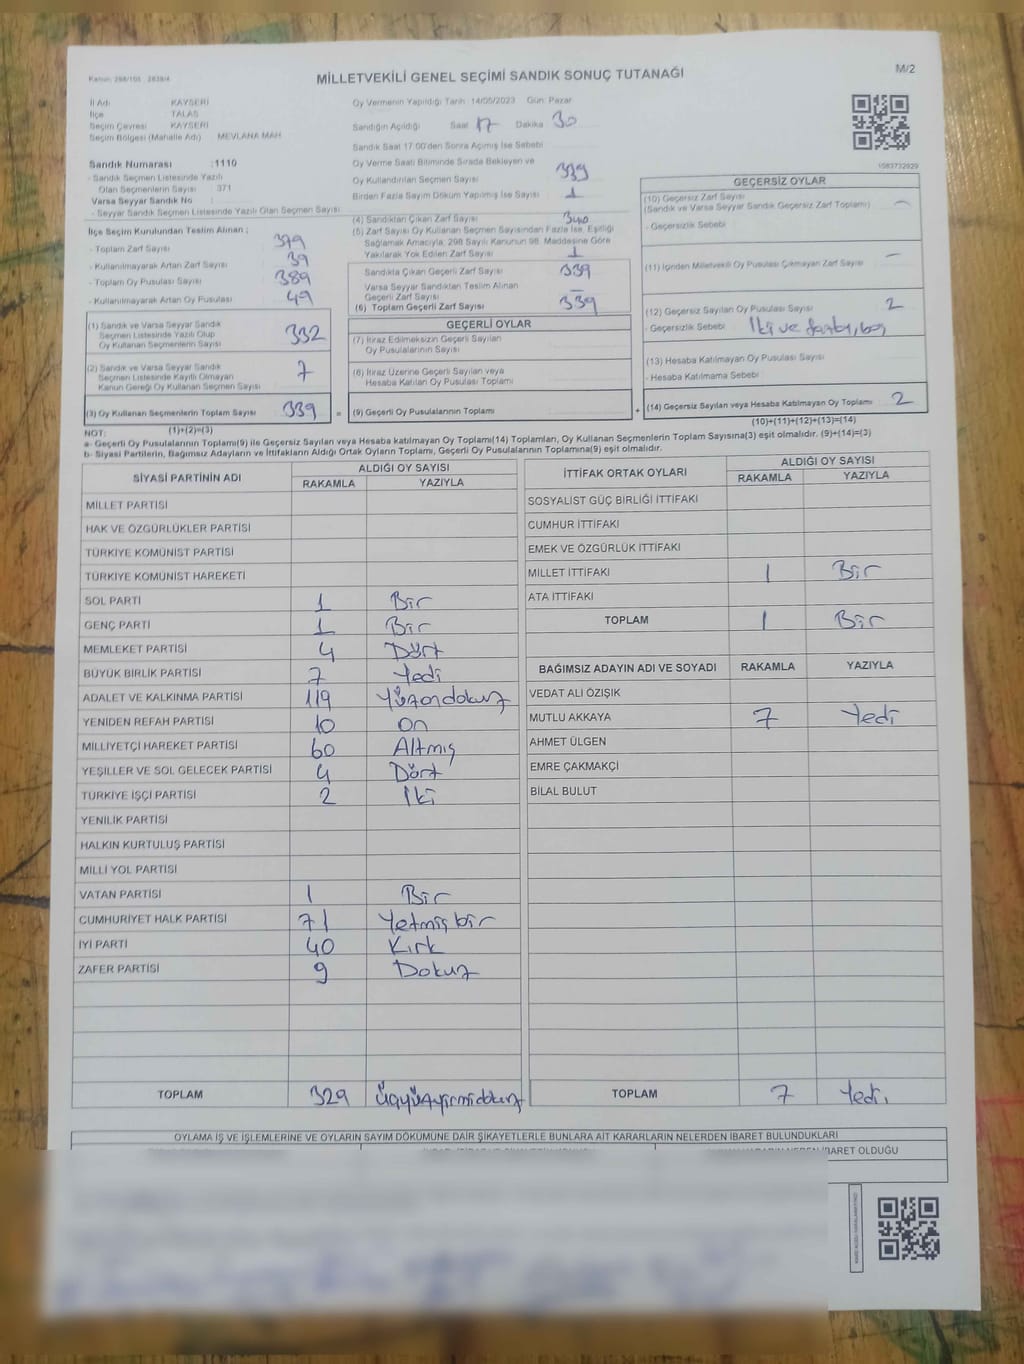 Kanun: 298/105 2839/4
MİLLETVEKİLİ GENEL SEÇİMİ SANDIK SONUÇ TUTANAĞI
M/2
İl Adı KAYSERİ
İlçe TALAS
Seçim Çevresi KAYSERİ
Seçim Bölgesi (Mahalle Adı) MEVLANA MAH
Sandık Numarası :1110
- Sandık Seçmen Listesinde Yazılı
Olan Seçmenlerin Sayısı : 371
Varsa Seyyar Sandık No
- Seyyar Sandık Seçmen Listesinde Yazılı Olan Seçmen Sayısı
İlçe Seçim Kurulundan Teslim Alınan ;
- Toplam Zarf Sayısı 379
- Kullanılmayarak Artan Zarf Sayısı 39
- Toplam Oy Pusulası Sayısı 389
- Kullanılmayarak Artan Oy Pusulası 49
Oy Vermenin Yapıldığı Tarih: 14/05/2023 Gün: Pazar
Sandığın Açıldığı Saat 17 Dakika 30
Sandık Saat 17:00'den Sonra Açımış İse Sebebi
Oy Verme Saati Bitiminde Sırada Bekleyen ve
Oy Kullandırılan Seçmen Sayısı 339
Birden Fazla Sayım Döküm Yapılmış İse Sayısı 1
(4) Sandıktan Çıkan Zarf Sayısı 340
(5) Zarf Sayısı Oy Kullanan Seçmen Sayısından Fazla İse, Eşitliği
Sağlamak Amacıyla, 298 Sayılı Kanunun 98. Maddesine Göre
Yakılarak Yok Edilen Zarf Sayısı 1
Sandıkta Çıkan Geçerli Zarf Sayısı 339
Varsa Seyyar Sandıktan Teslim Alınan
Geçerli Zarf Sayısı —
(6) Toplam Geçerli Zarf Sayısı 339
1083732929
GEÇERSİZ OYLAR
(10) Geçersiz Zarf Sayısı —
(Sandık ve Varsa Seyyar Sandık Geçersiz Zarf Toplamı)
- Geçersizlik Sebebi
(11) İçinden Milletvekili Oy Pusulası Çıkmayan Zarf Sayısı —
(12) Geçersiz Sayılan Oy Pusulası Sayısı 2
- Geçersizlik Sebebi İki ve
(13) Hesaba Katılmayan Oy Pusulası Sayısı
- Hesaba Katılmama Sebebi
(1) Sandık ve Varsa Seyyar Sandık
Seçmen Listesinde Yazılı Olup
Oy Kullanan Seçmenlerin Sayısı 332
(2) Sandık ve Varsa Seyyar Sandık
Seçmen Listesinde Kayıtlı Olmayan
Kanun Gereği Oy Kullanan Seçmen Sayısı 7
GEÇERLİ OYLAR
(7) İtiraz Edilmeksizin Geçerli Sayılan
Oy Pusulalarının Sayısı
(8) İtiraz Üzerine Geçerli Sayılan veya
Hesaba Katılan Oy Pusulası Toplamı
(3) Oy Kullanan Seçmenlerin Toplam Sayısı 339 = (9) Geçerli Oy Pusulalarının Toplamı + (14) Geçersiz Sayılan veya Hesaba Katılmayan Oy Toplamı 2
(1)+(2)=(3) (10)+(11)+(12)+(13)=(14)
NOT:
a- Geçerli Oy Pusulalarının Toplamı(9) ile Geçersiz Sayılan veya Hesaba katılmayan Oy Toplamı(14) Toplamları, Oy Kullanan Seçmenlerin Toplam Sayısına(3) eşit olmalıdır. (9)+(14)=(3)
b- Siyasi Partilerin, Bağımsız Adayların ve İttifakların Aldığı Ortak Oyların Toplamı, Geçerli Oy Pusulalarının Toplamına(9) eşit olmalıdır.
SİYASİ PARTİNİN ADI ALDIĞI OY SAYISI
RAKAMLA YAZIYLA
MİLLET PARTİSİ
HAK VE ÖZGÜRLÜKLER PARTİSİ
TÜRKİYE KOMÜNİST PARTİSİ
TÜRKİYE KOMÜNİST HAREKETİ
SOL PARTİ 1 Bir
GENÇ PARTİ 1 Bir
MEMLEKET PARTİSİ 4 Dört
BÜYÜK BİRLİK PARTİSİ 7 Yedi
ADALET VE KALKINMA PARTİSİ 119 Yüzondokuz
YENİDEN REFAH PARTİSİ 10 On
MİLLİYETÇİ HAREKET PARTİSİ 60 Altmış
YEŞİLLER VE SOL GELECEK PARTİSİ 4 Dört
TÜRKİYE İŞÇİ PARTİSİ 2 İki
YENİLİK PARTİSİ
HALKIN KURTULUŞ PARTİSİ
MİLLİ YOL PARTİSİ
VATAN PARTİSİ 1 Bir
CUMHURİYET HALK PARTİSİ 71 Yetmiş bir
İYİ PARTİ 40 Kırk
ZAFER PARTİSİ 9 Dokuz
TOPLAM 329 Üçyüzyirmidokuz
İTTİFAK ORTAK OYLARI ALDIĞI OY SAYISI
RAKAMLA YAZIYLA
SOSYALİST GÜÇ BİRLİĞİ İTTİFAKI
CUMHUR İTTİFAKI
EMEK VE ÖZGÜRLÜK İTTİFAKI
MİLLET İTTİFAKI 1 Bir
ATA İTTİFAKI
TOPLAM 1 Bir
BAĞIMSIZ ADAYIN ADI VE SOYADI RAKAMLA YAZIYLA
VEDAT ALİ ÖZIŞIK
MUTLU AKKAYA 7 Yedi
AHMET ÜLGEN
EMRE ÇAKMAKÇİ
BİLAL BULUT
TOPLAM 7 Yedi.
OYLAMA İŞ VE İŞLEMLERİNE VE OYLARIN SAYIM DÖKÜMÜNE DAİR ŞİKAYETLERLE BUNLARA AİT KARARLARIN NELERDEN İBARET BULUNDUKLARI
İBARET OLDUĞU